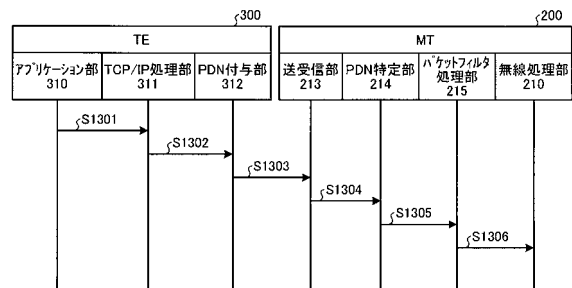 300
200
TE
MT
アプリケーション部
310
TCP/IP処理部
311
PDN付与部
312
送受信部
213
PDN特定部
214
パケットフィルタ
処理部
215
無線処理部
210
S1301
S1302
S1303
S1304
S1305
S1306